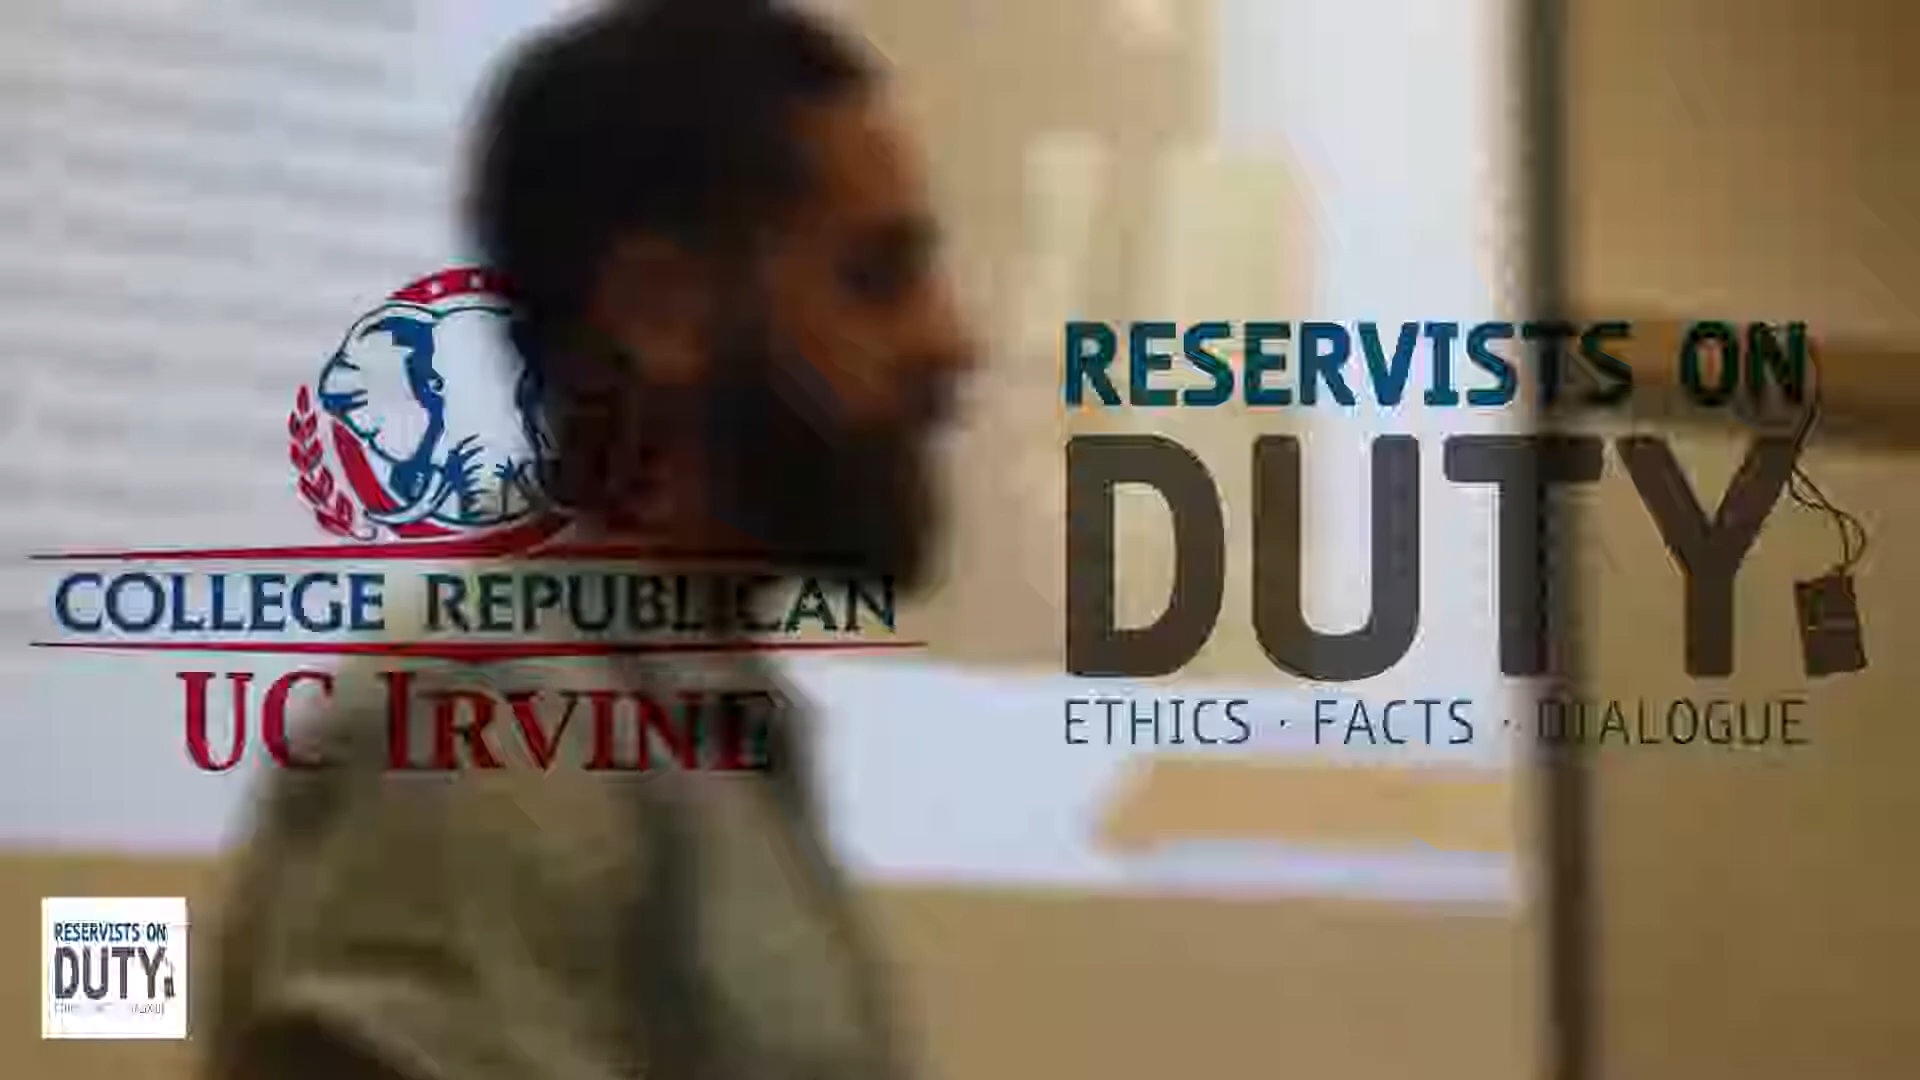 COLLEGE REPUBLICAN
UC IRVINE
RESERVISTS ON
DUTY
ETHICS · FACTS · DIALOGUE
RESERVISTS ON
DUTY